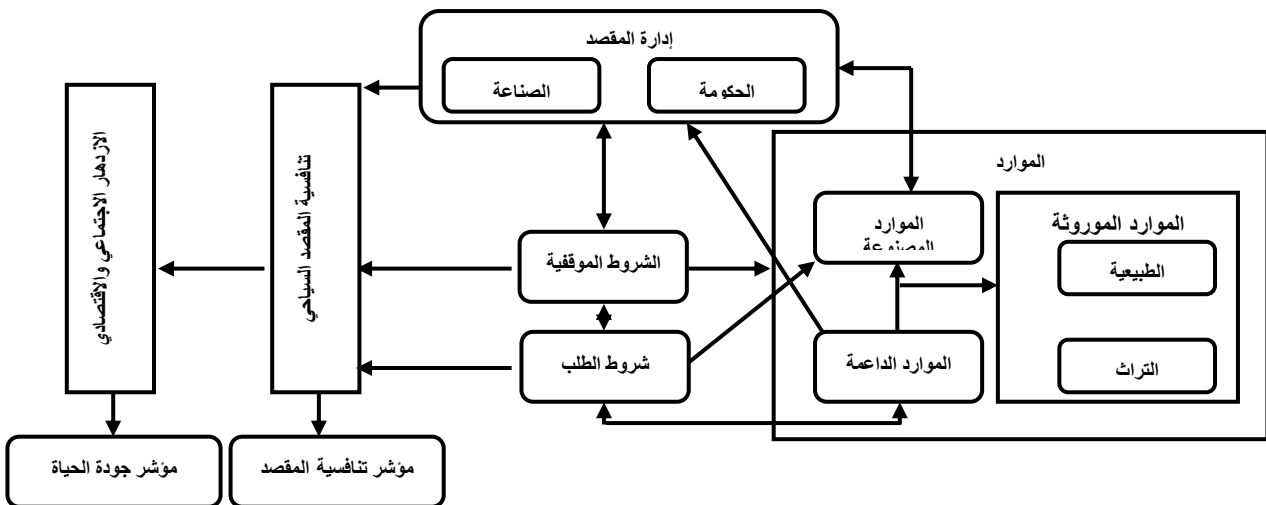 إدارة المقصد
الحكومة
الصناعة
الموارد
الموارد الموروثة
الطبيعية
التراث
الموارد
المصنوعة
الموارد الداعمة
الشروط الموقفية
شروط الطلب
تنافسية المقصد السياحي
الازدهار الاجتماعي والاقتصادي
مؤشر تنافسية المقصد
مؤشر جودة الحياة